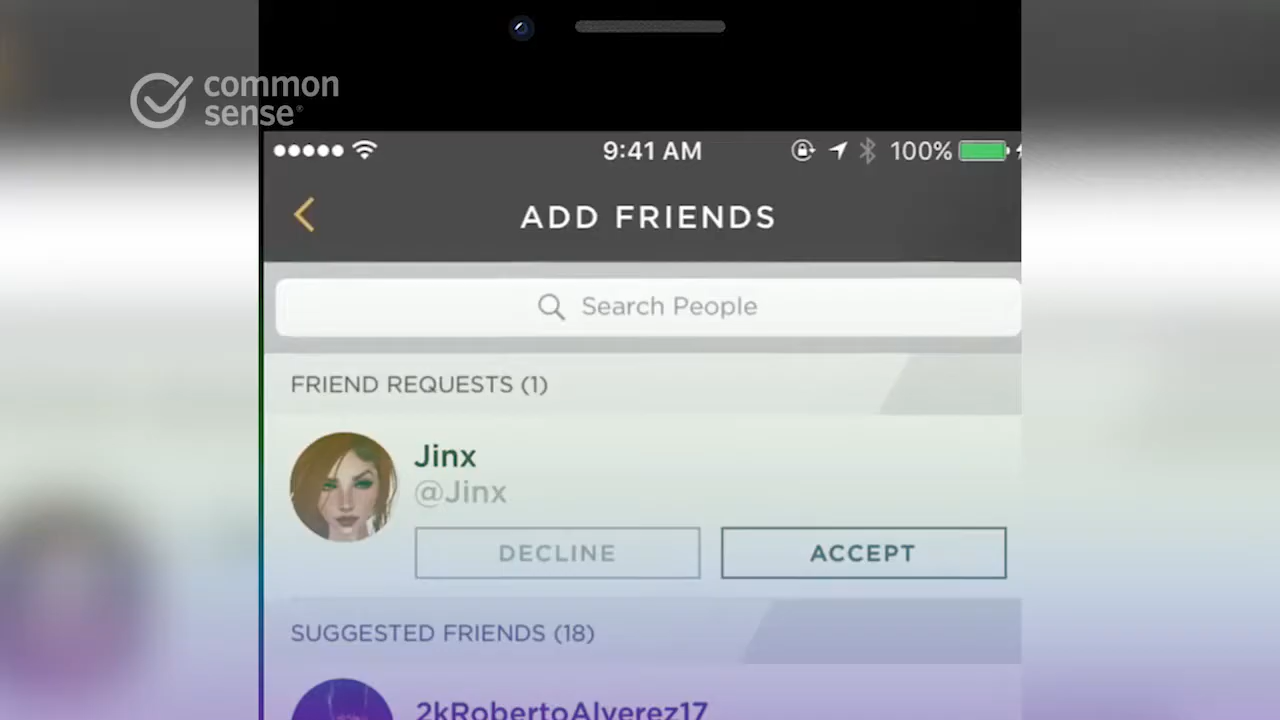 common
sense®
9:41 AM
100%
ADD FRIENDS
Search People
FRIEND REQUESTS (1)
Jinx
@Jinx
DECLINE
ACCEPT
SUGGESTED FRIENDS (18)
2kRobertoAlverez17